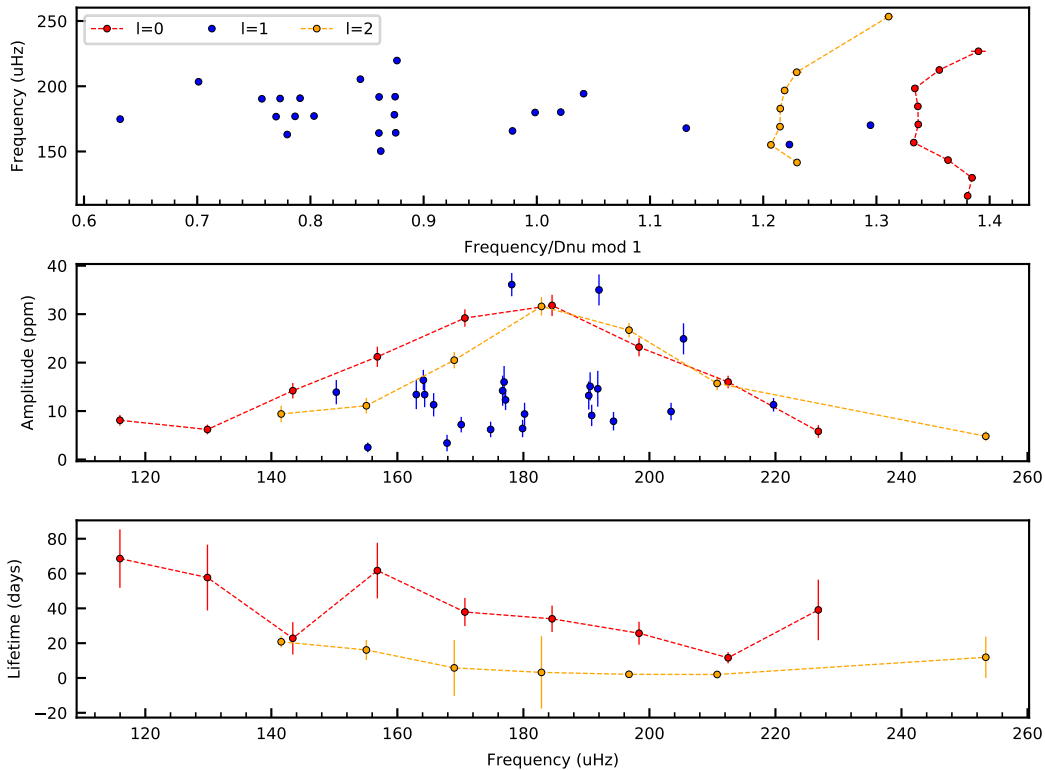 l=0 l=1 l=2
Frequency (uHz)
250
200
150
0.6 0.7 0.8 0.9 1.0 1.1 1.2 1.3 1.4
Frequency/Dnu mod 1
Amplitude (ppm)
40
30
20
10
0
120 140 160 180 200 220 240 260
Lifetime (days)
80
60
40
20
0
−20
120 140 160 180 200 220 240 260
Frequency (uHz)